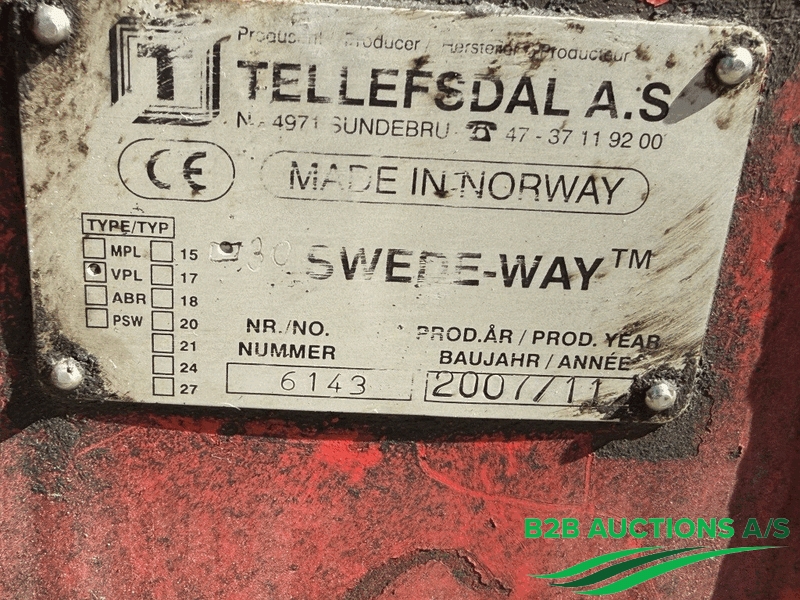 T
Produsent / Producer / Hersteller / Producteur
TELLEFSDAL A.S
N - 4971 SUNDEBRU ☎ 47 - 37 11 92 00
CE MADE IN NORWAY
TYPE/TYP
MPL 15 30
VPL 17
ABR 18
PSW 20
21
24
27
SWEDE-WAY™
NR./NO.
NUMMER
6143
PROD.ÅR / PROD. YEAR
BAUJAHR / ANNÉE
2007/11
B2B AUCTIONS A/S